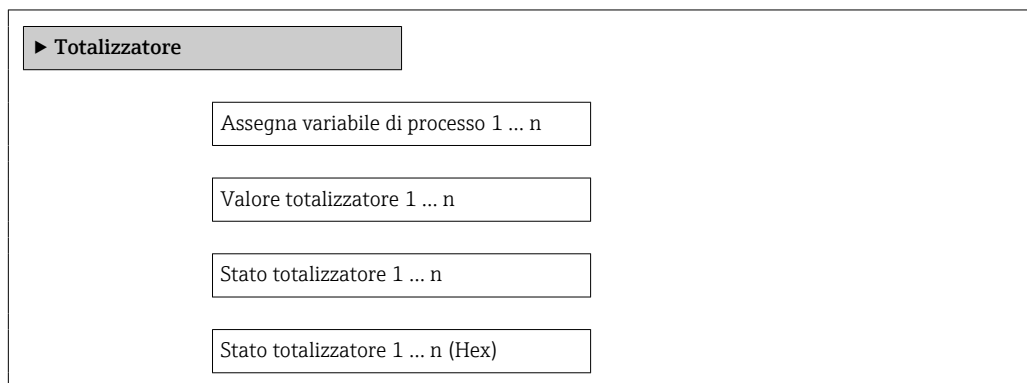 ▶ Totalizzatore
Assegna variabile di processo 1 … n
Valore totalizzatore 1 … n
Stato totalizzatore 1 … n
Stato totalizzatore 1 … n (Hex)